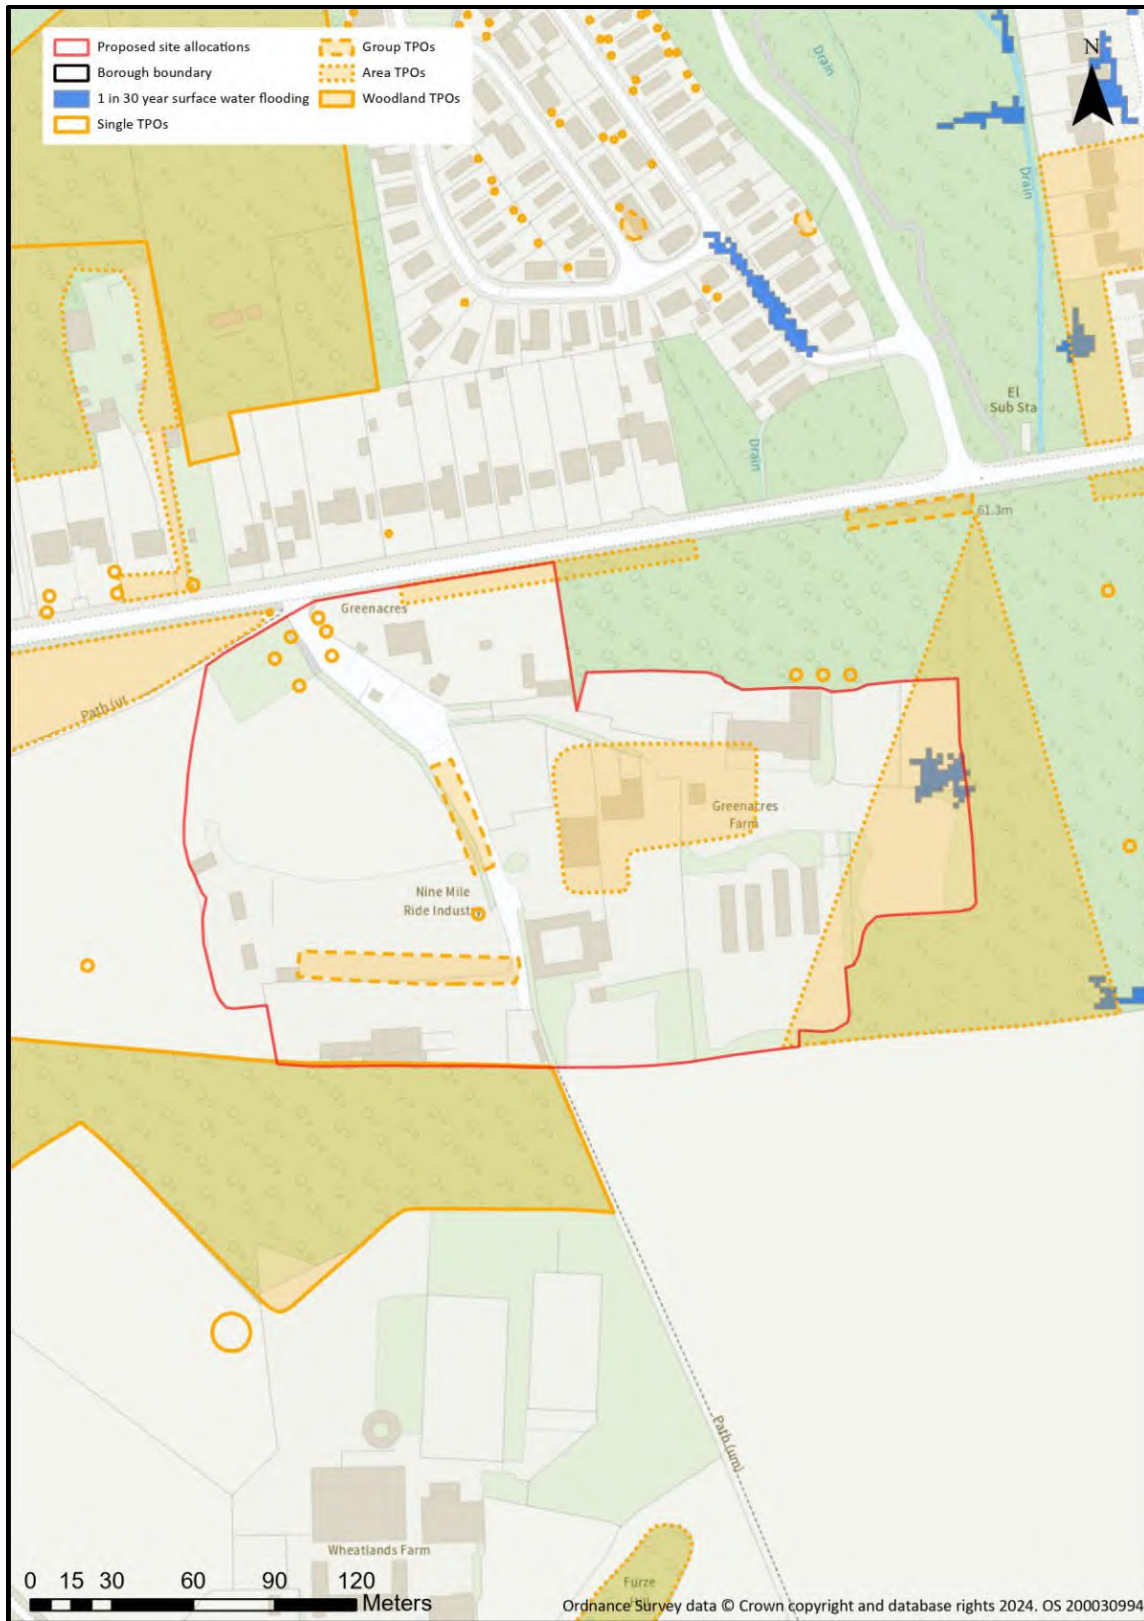 Proposed site allocations
Borough boundary
1 in 30 year surface water flooding
Single TPOs
Group TPOs
Area TPOs
Woodland TPOs
N
Drain
Drain
El
Sub Sta
Drain
61.3m
Greenacres
Path (um
Greenacres
Farm
Nine Mile
Ride Industry
Path (um)
Wheatlands Farm
Furze
0 15 30 60 90 120
Meters
Ordnance Survey data © Crown copyright and database rights 2024. OS 200030994